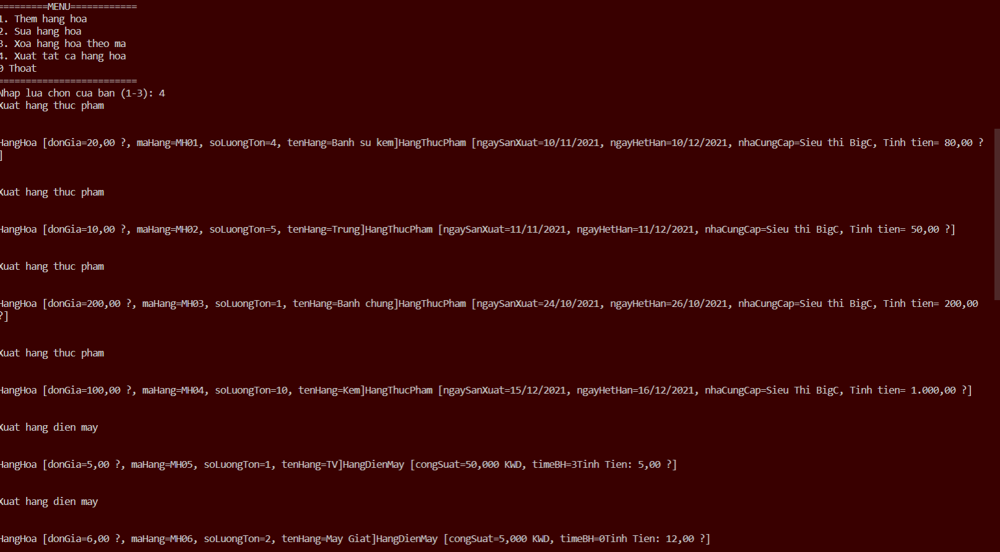 =========MENU============
1. Them hang hoa
2. Sua hang hoa
3. Xoa hang hoa theo ma
4. Xuat tat ca hang hoa
0 Thoat
=========================
Nhap lua chon cua ban (1-3): 4
Xuat hang thuc pham
HangHoa [donGia=20,00 ?, maHang=MH01, soLuongTon=4, tenHang=Banh su kem]HangThucPham [ngaySanXuat=10/11/2021, ngayHetHan=10/12/2021, nhaCungCap=Sieu thi BigC, Tinh tien= 80,00 ?
]
Xuat hang thuc pham
HangHoa [donGia=10,00 ?, maHang=MH02, soLuongTon=5, tenHang=Trung]HangThucPham [ngaySanXuat=11/11/2021, ngayHetHan=11/12/2021, nhaCungCap=Sieu thi BigC, Tinh tien= 50,00 ?]
Xuat hang thuc pham
HangHoa [donGia=200,00 ?, maHang=MH03, soLuongTon=1, tenHang=Banh chung]HangThucPham [ngaySanXuat=24/10/2021, ngayHetHan=26/10/2021, nhaCungCap=Sieu thi BigC, Tinh tien= 200,00
?]
Xuat hang thuc pham
HangHoa [donGia=100,00 ?, maHang=MH04, soLuongTon=10, tenHang=Kem]HangThucPham [ngaySanXuat=15/12/2021, ngayHetHan=16/12/2021, nhaCungCap=Sieu Thi BigC, Tinh tien= 1.000,00 ?]
Xuat hang dien may
HangHoa [donGia=5,00 ?, maHang=MH05, soLuongTon=1, tenHang=TV]HangDienMay [congSuat=50,000 KWD, timeBH=3Tinh Tien: 5,00 ?]
Xuat hang dien may
HangHoa [donGia=6,00 ?, maHang=MH06, soLuongTon=2, tenHang=May Giat]HangDienMay [congSuat=5,000 KWD, timeBH=0Tinh Tien: 12,00 ?]